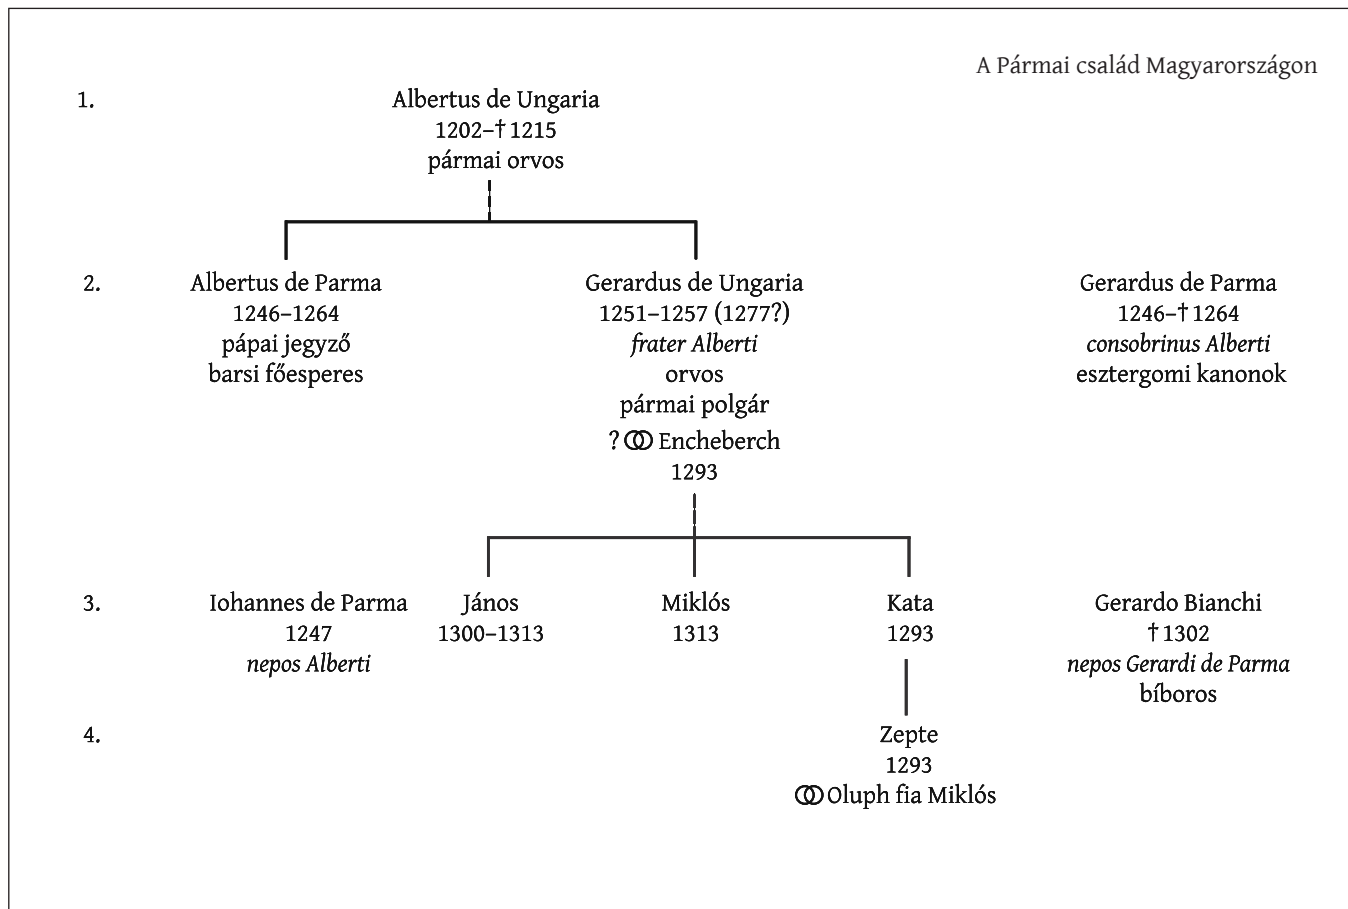 A Pármai család Magyarországon
1.
Albertus de Ungaria
1202–† 1215
pármai orvos
2.
Albertus de Parma
1246–1264
pápai jegyző
barsi főesperes
Gerardus de Ungaria
1251–1257 (1277?)
frater Alberti
orvos
pármai polgár
? ⚭ Encheberch
1293
Gerardus de Parma
1246–† 1264
consobrinus Alberti
esztergomi kanonok
3.
Iohannes de Parma
1247
nepos Alberti
János
1300–1313
Miklós
1313
Kata
1293
Gerardo Bianchi
† 1302
nepos Gerardi de Parma
bíboros
4.
Zepte
1293
⚭ Oluph fia Miklós